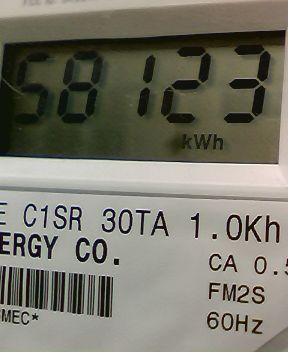 58123
kWh
E C1SR 30TA 1.0Kh
ERGY CO.
CA 0.5
FM2S
MEC*
60Hz